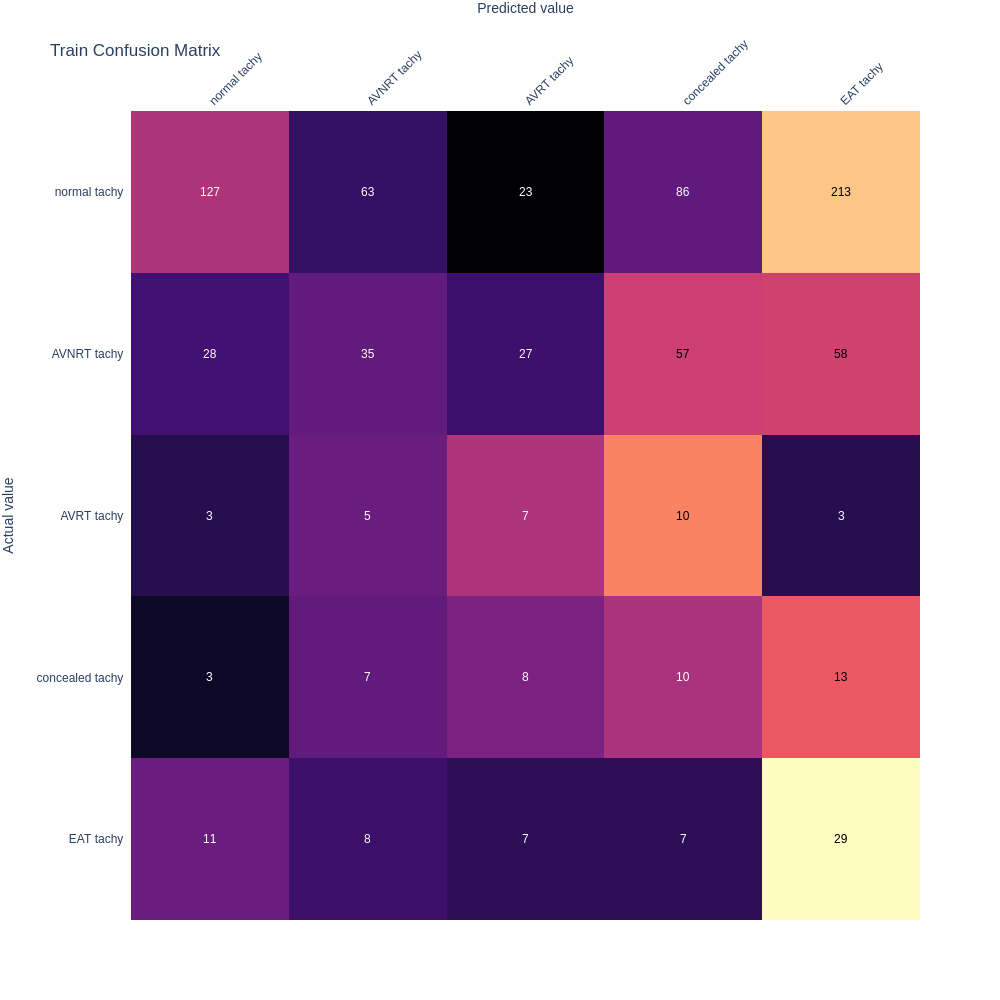 Predicted value
Train Confusion Matrix
normal tachy AVNRT tachy AVRT tachy concealed tachy EAT tachy
normal tachy 127 63 23 86 213
AVNRT tachy 28 35 27 57 58
AVRT tachy 3 5 7 10 3
concealed tachy 3 7 8 10 13
EAT tachy 11 8 7 7 29
Actual value